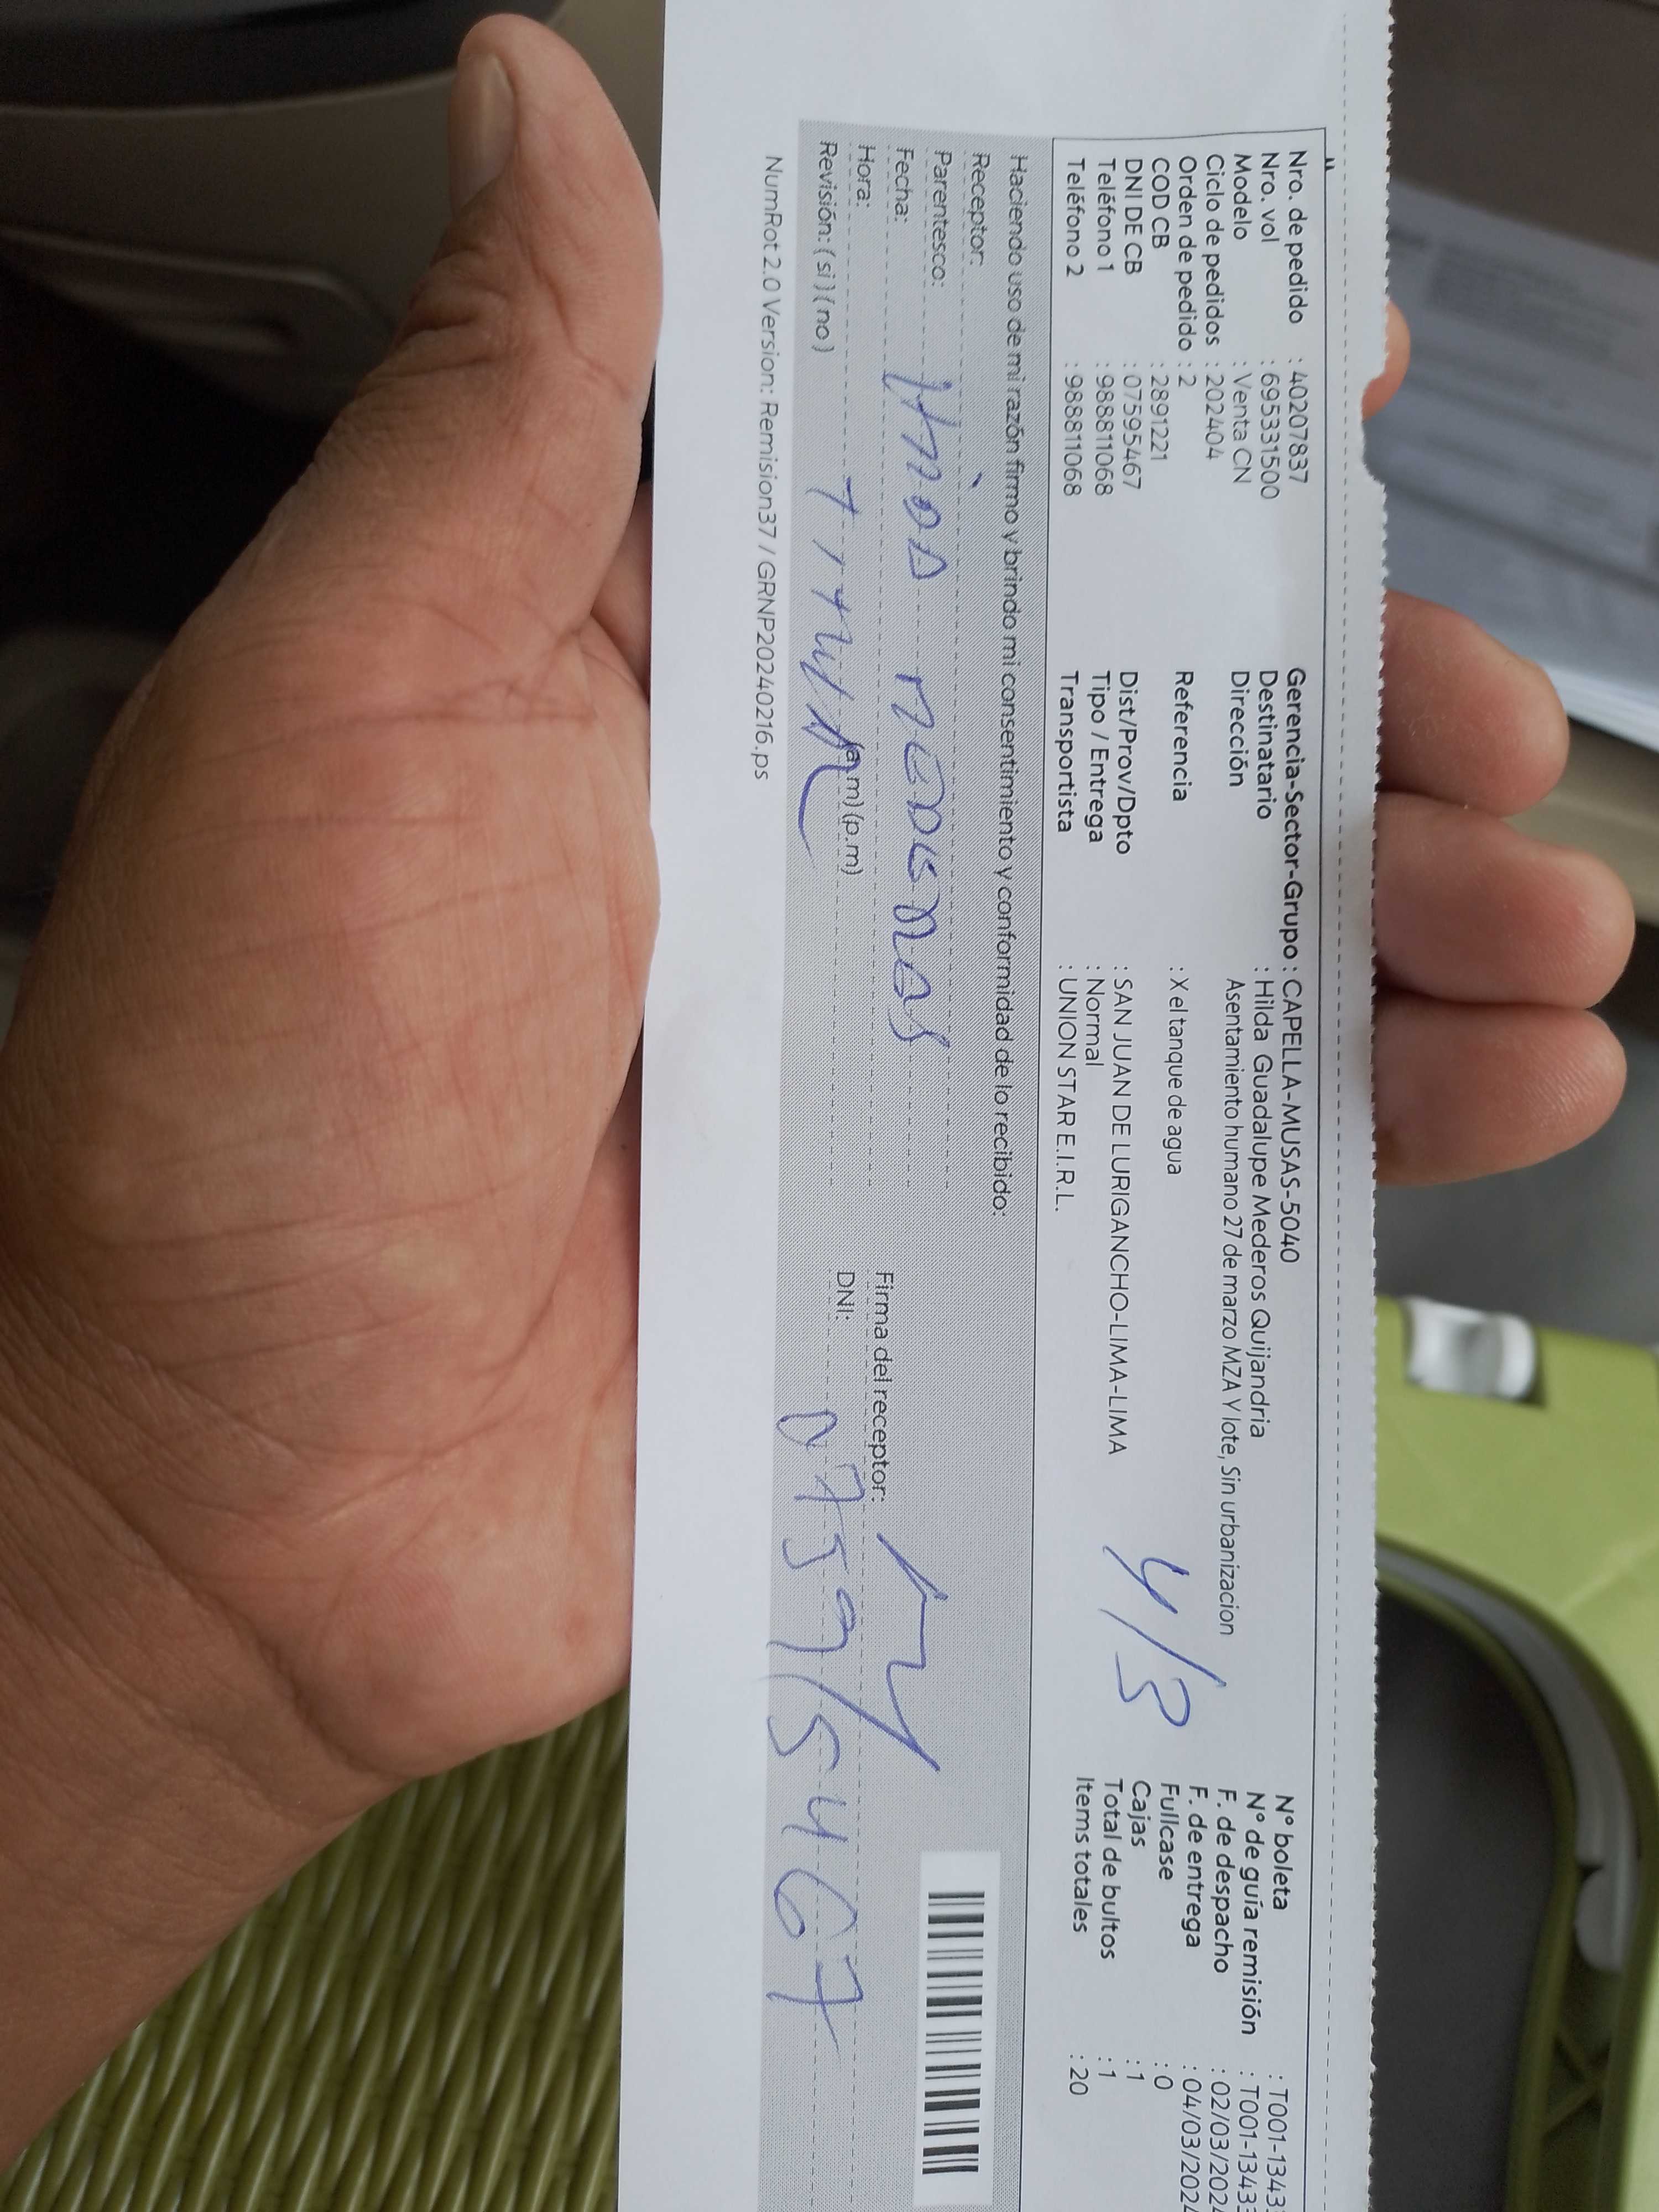 Nro. de pedido : 40207837
Nro. vol : 695331500
Modelo : Venta CN
Ciclo de pedidos : 202404
Orden de pedido : 2
COD CB : 2891221
DNI DE CB : 07595467
Teléfono 1 : 988811068
Teléfono 2 : 988811068
Gerencia-Sector-Grupo : CAPELLA-MUSAS-5040
Destinatario : Hilda Guadalupe Mederos Quijandria
Dirección Asentamiento humano 27 de marzo MZA Y lote, Sin urbanizacion
Referencia : X el tanque de agua
Dist/Prov/Dpto : SAN JUAN DE LURIGANCHO-LIMA-LIMA
Tipo / Entrega : Normal
Transportista : UNION STAR E.I.R.L.
4/3
N° boleta : T001-1343
N° de guía remisión : T001-1343
F. de despacho : 02/03/202
F. de entrega : 04/03/2024
Fullcase : 0
Cajas : 1
Total de bultos : 1
Items totales : 20
Haciendo uso de mi razón firmo y brindo mi consentimiento y conformidad de lo recibido:
Receptor:
Parentesco:
Fecha:
Hora: (a.m) (p.m)
Revisión: ( si ) ( no )
Firma del receptor:
DNI: 07595467
NumRot 2.0 Version: Remision37 / GRNP20240216.ps